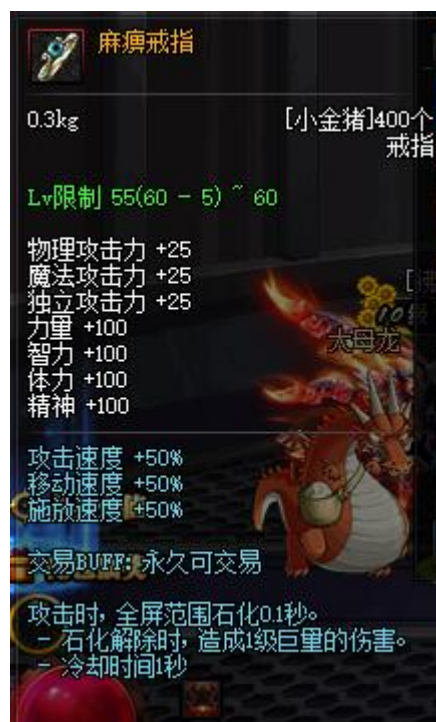 麻痹戒指
0.3kg [小金猪]400个
戒指
Lv限制 55(60 - 5) ~ 60
物理攻击力 +25
魔法攻击力 +25
独立攻击力 +25
力量 +100
智力 +100
体力 +100
精神 +100
大母龙
攻击速度 +50%
移动速度 +50%
施放速度 +50%
交易BUFF: 永久可交易
攻击时, 全屏范围石化0.1秒。
- 石化解除时, 造成1级巨量的伤害。
- 冷却时间1秒